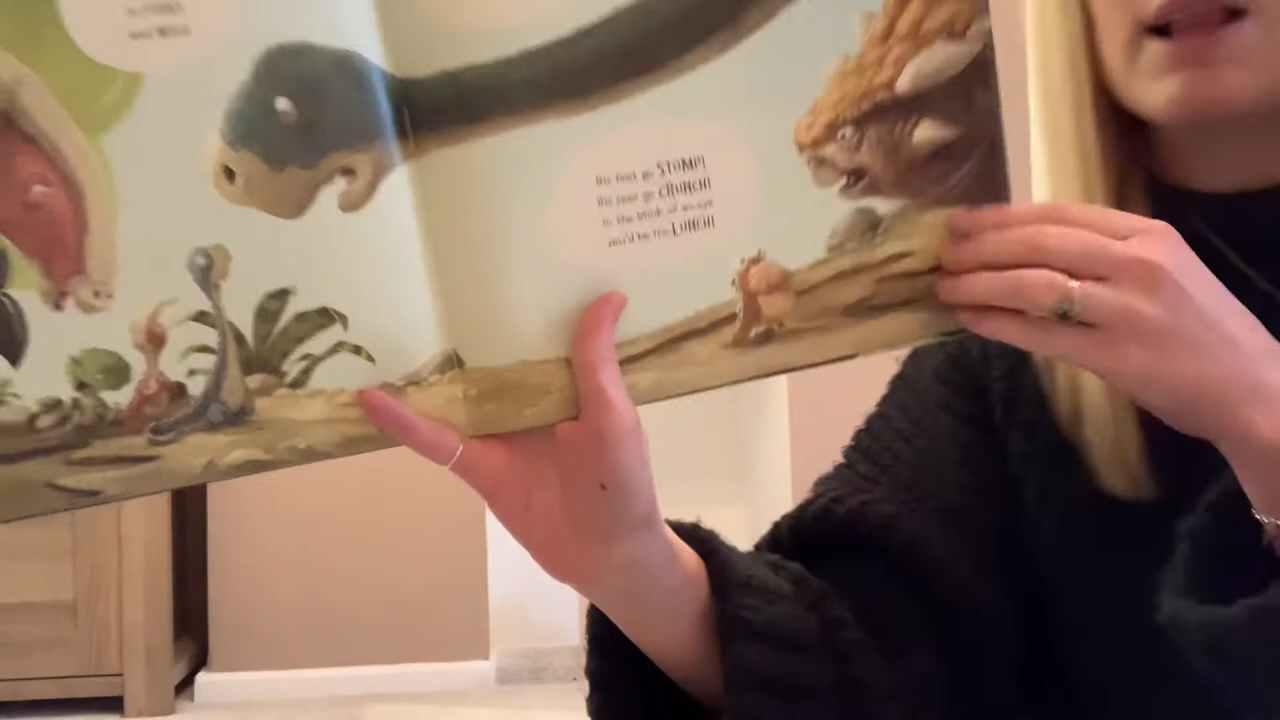 His feet go STOMP!
His jaws go CRUNCH!
In the blink of an eye
you'd be his LUNCH!